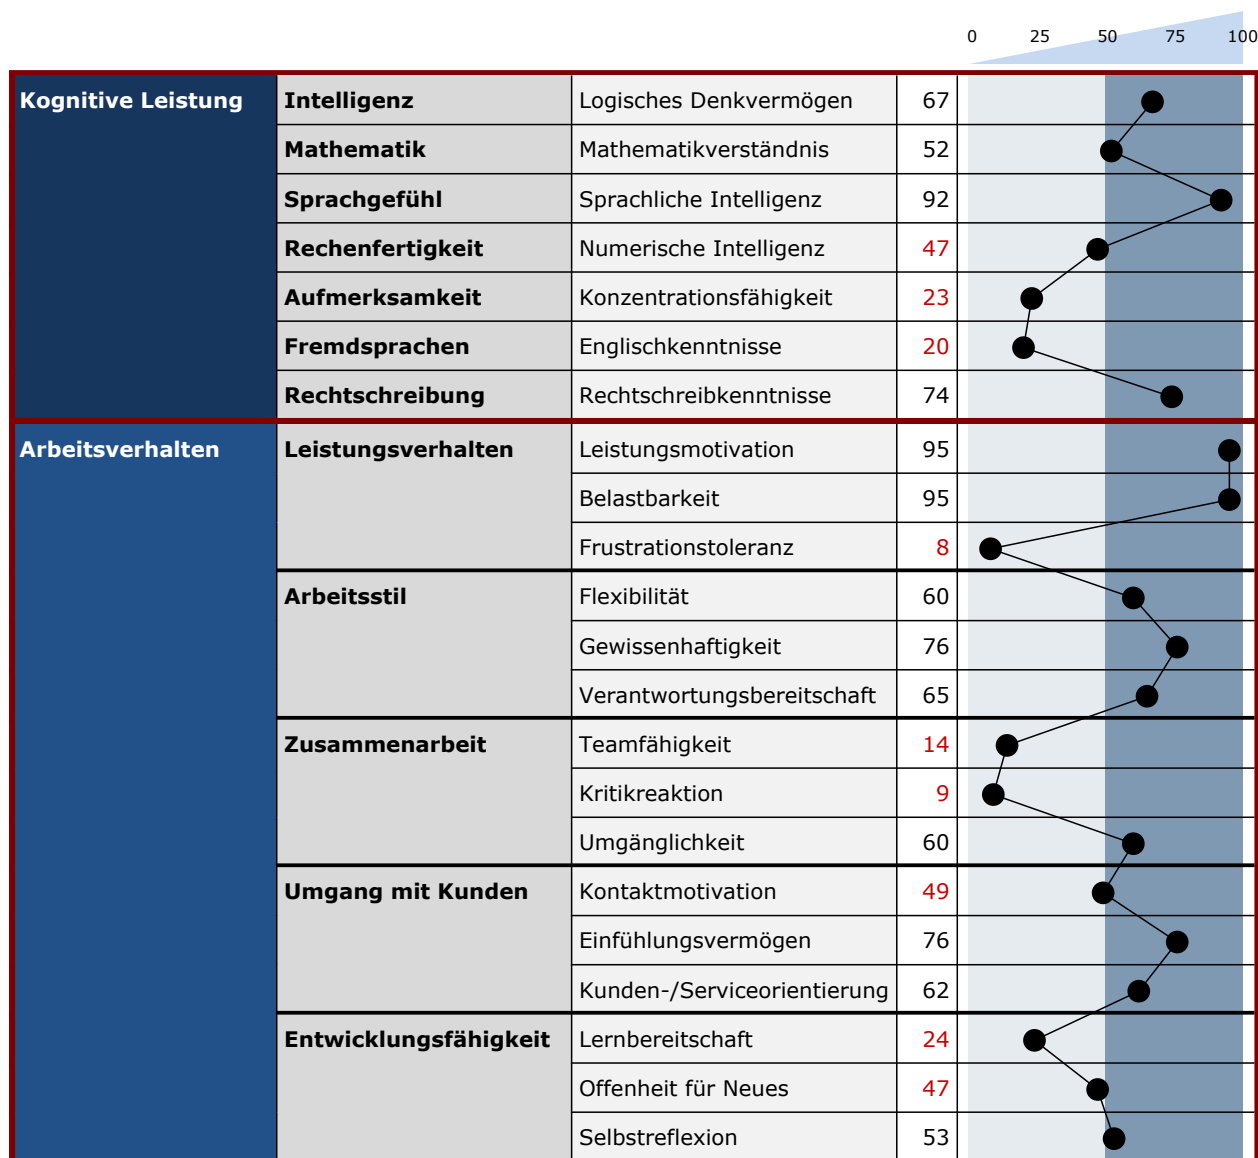 0 25 50 75 100
Kognitive Leistung Intelligenz Logisches Denkvermögen 67
Mathematik Mathematikverständnis 52
Sprachgefühl Sprachliche Intelligenz 92
Rechenfertigkeit Numerische Intelligenz 47
Aufmerksamkeit Konzentrationsfähigkeit 23
Fremdsprachen Englischkenntnisse 20
Rechtschreibung Rechtschreibkenntnisse 74
Arbeitsverhalten Leistungsverhalten Leistungsmotivation 95
Belastbarkeit 95
Frustrationstoleranz 8
Arbeitsstil Flexibilität 60
Gewissenhaftigkeit 76
Verantwortungsbereitschaft 65
Zusammenarbeit Teamfähigkeit 14
Kritikreaktion 9
Umgänglichkeit 60
Umgang mit Kunden Kontaktmotivation 49
Einfühlungsvermögen 76
Kunden-/Serviceorientierung 62
Entwicklungsfähigkeit Lernbereitschaft 24
Offenheit für Neues 47
Selbstreflexion 53